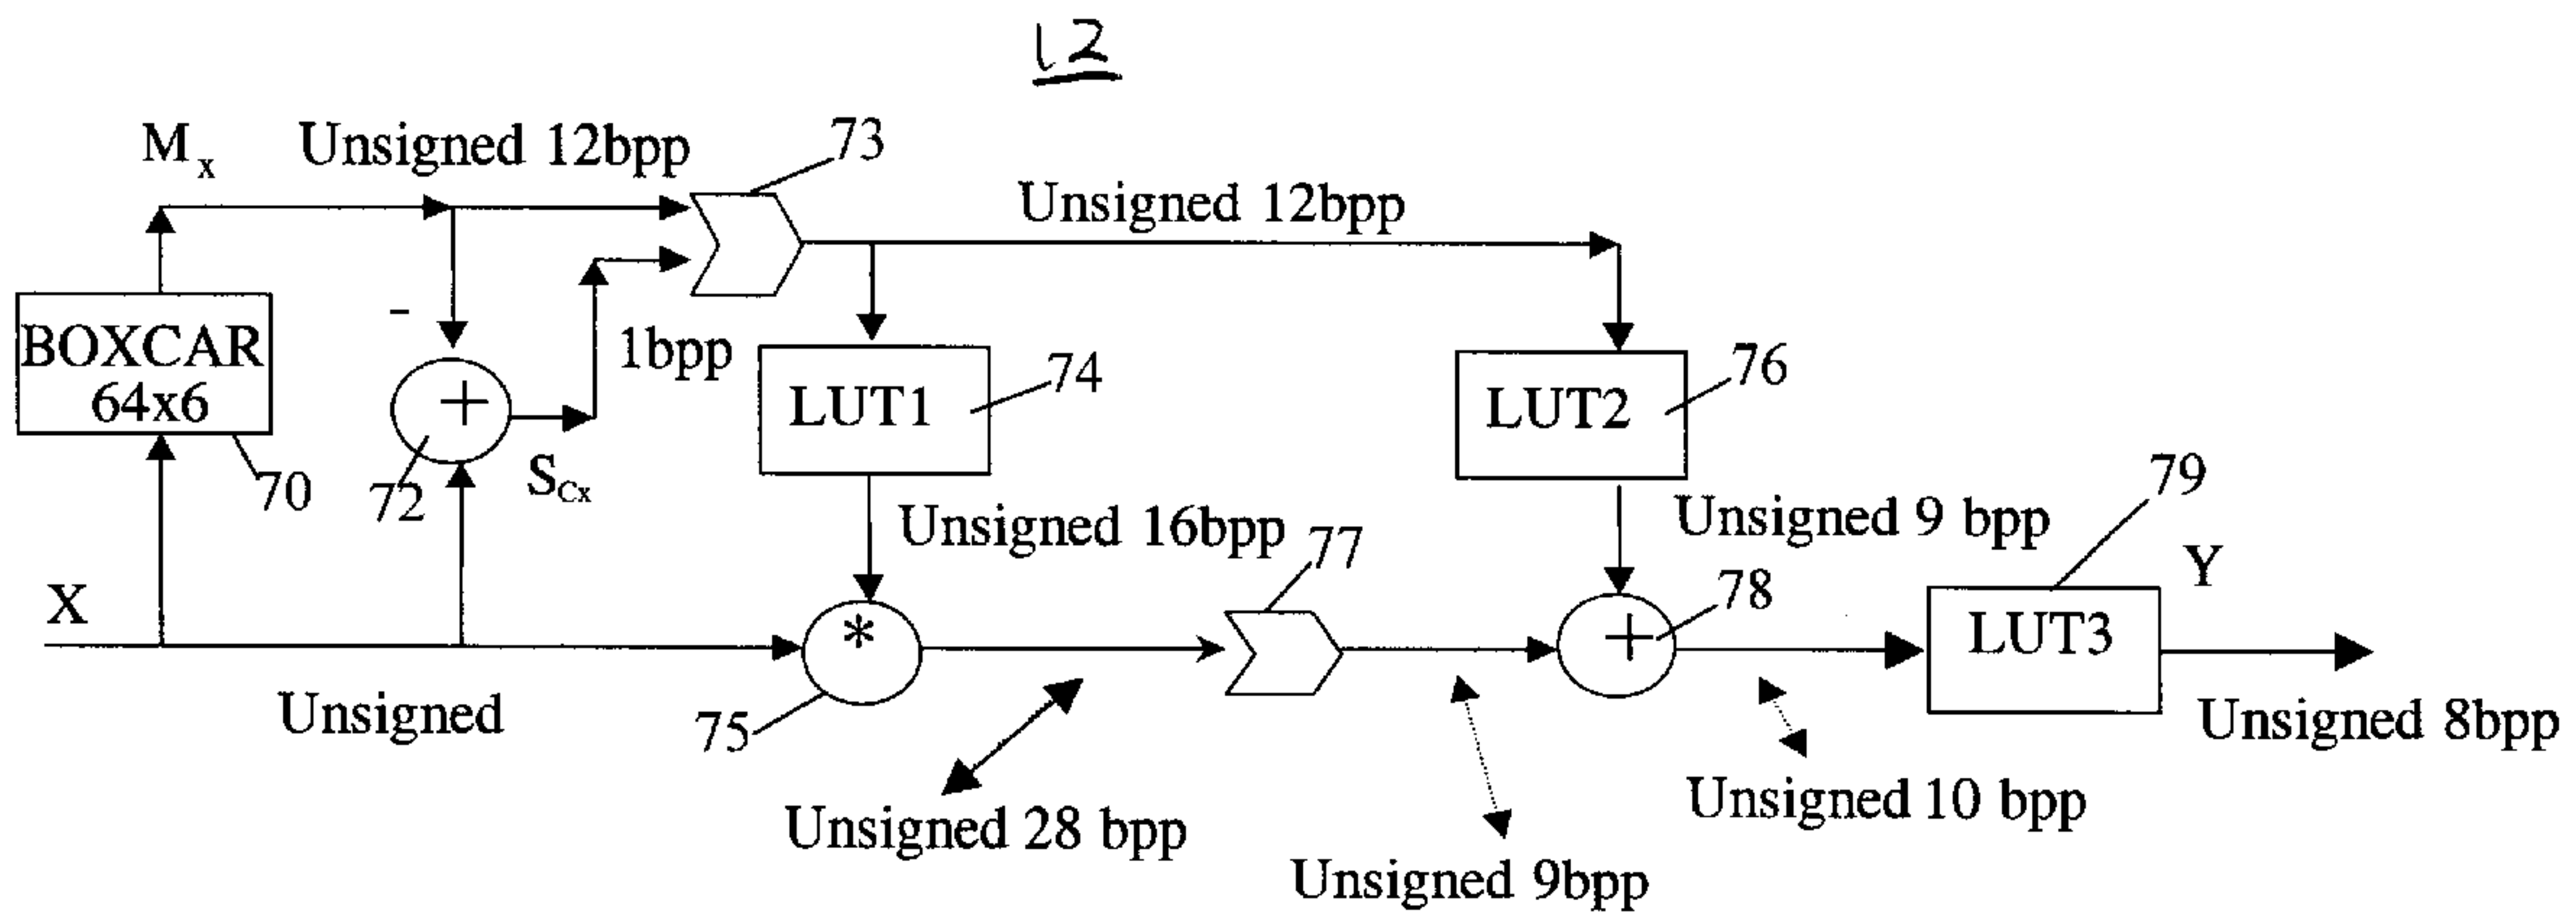 12
M x
Unsigned 12bpp
73
Unsigned 12bpp
-
BOXCAR
64x6
+
1bpp
LUT1
74
LUT2
76
70
72
S Cx
Unsigned 16bpp
77
Unsigned 9 bpp
79
X
*
+
78
LUT3
Y
Unsigned
75
Unsigned 8bpp
Unsigned 28 bpp
Unsigned 10 bpp
Unsigned 9bpp